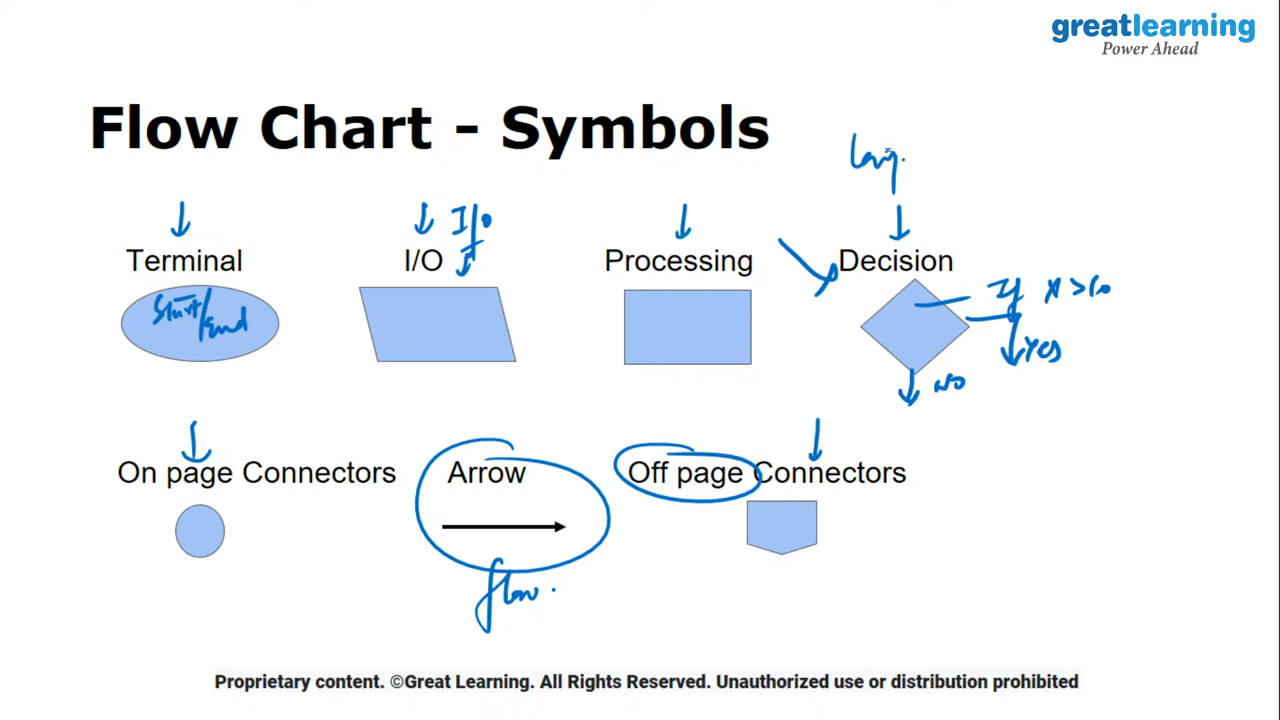 greatlearning
Power Ahead
Flow Chart - Symbols
I/O
Terminal I/O Processing Decision
Start/End
If A >
YES
NO
On page Connectors Arrow Off page Connectors
flow.
Proprietary content. ©Great Learning. All Rights Reserved. Unauthorized use or distribution prohibited